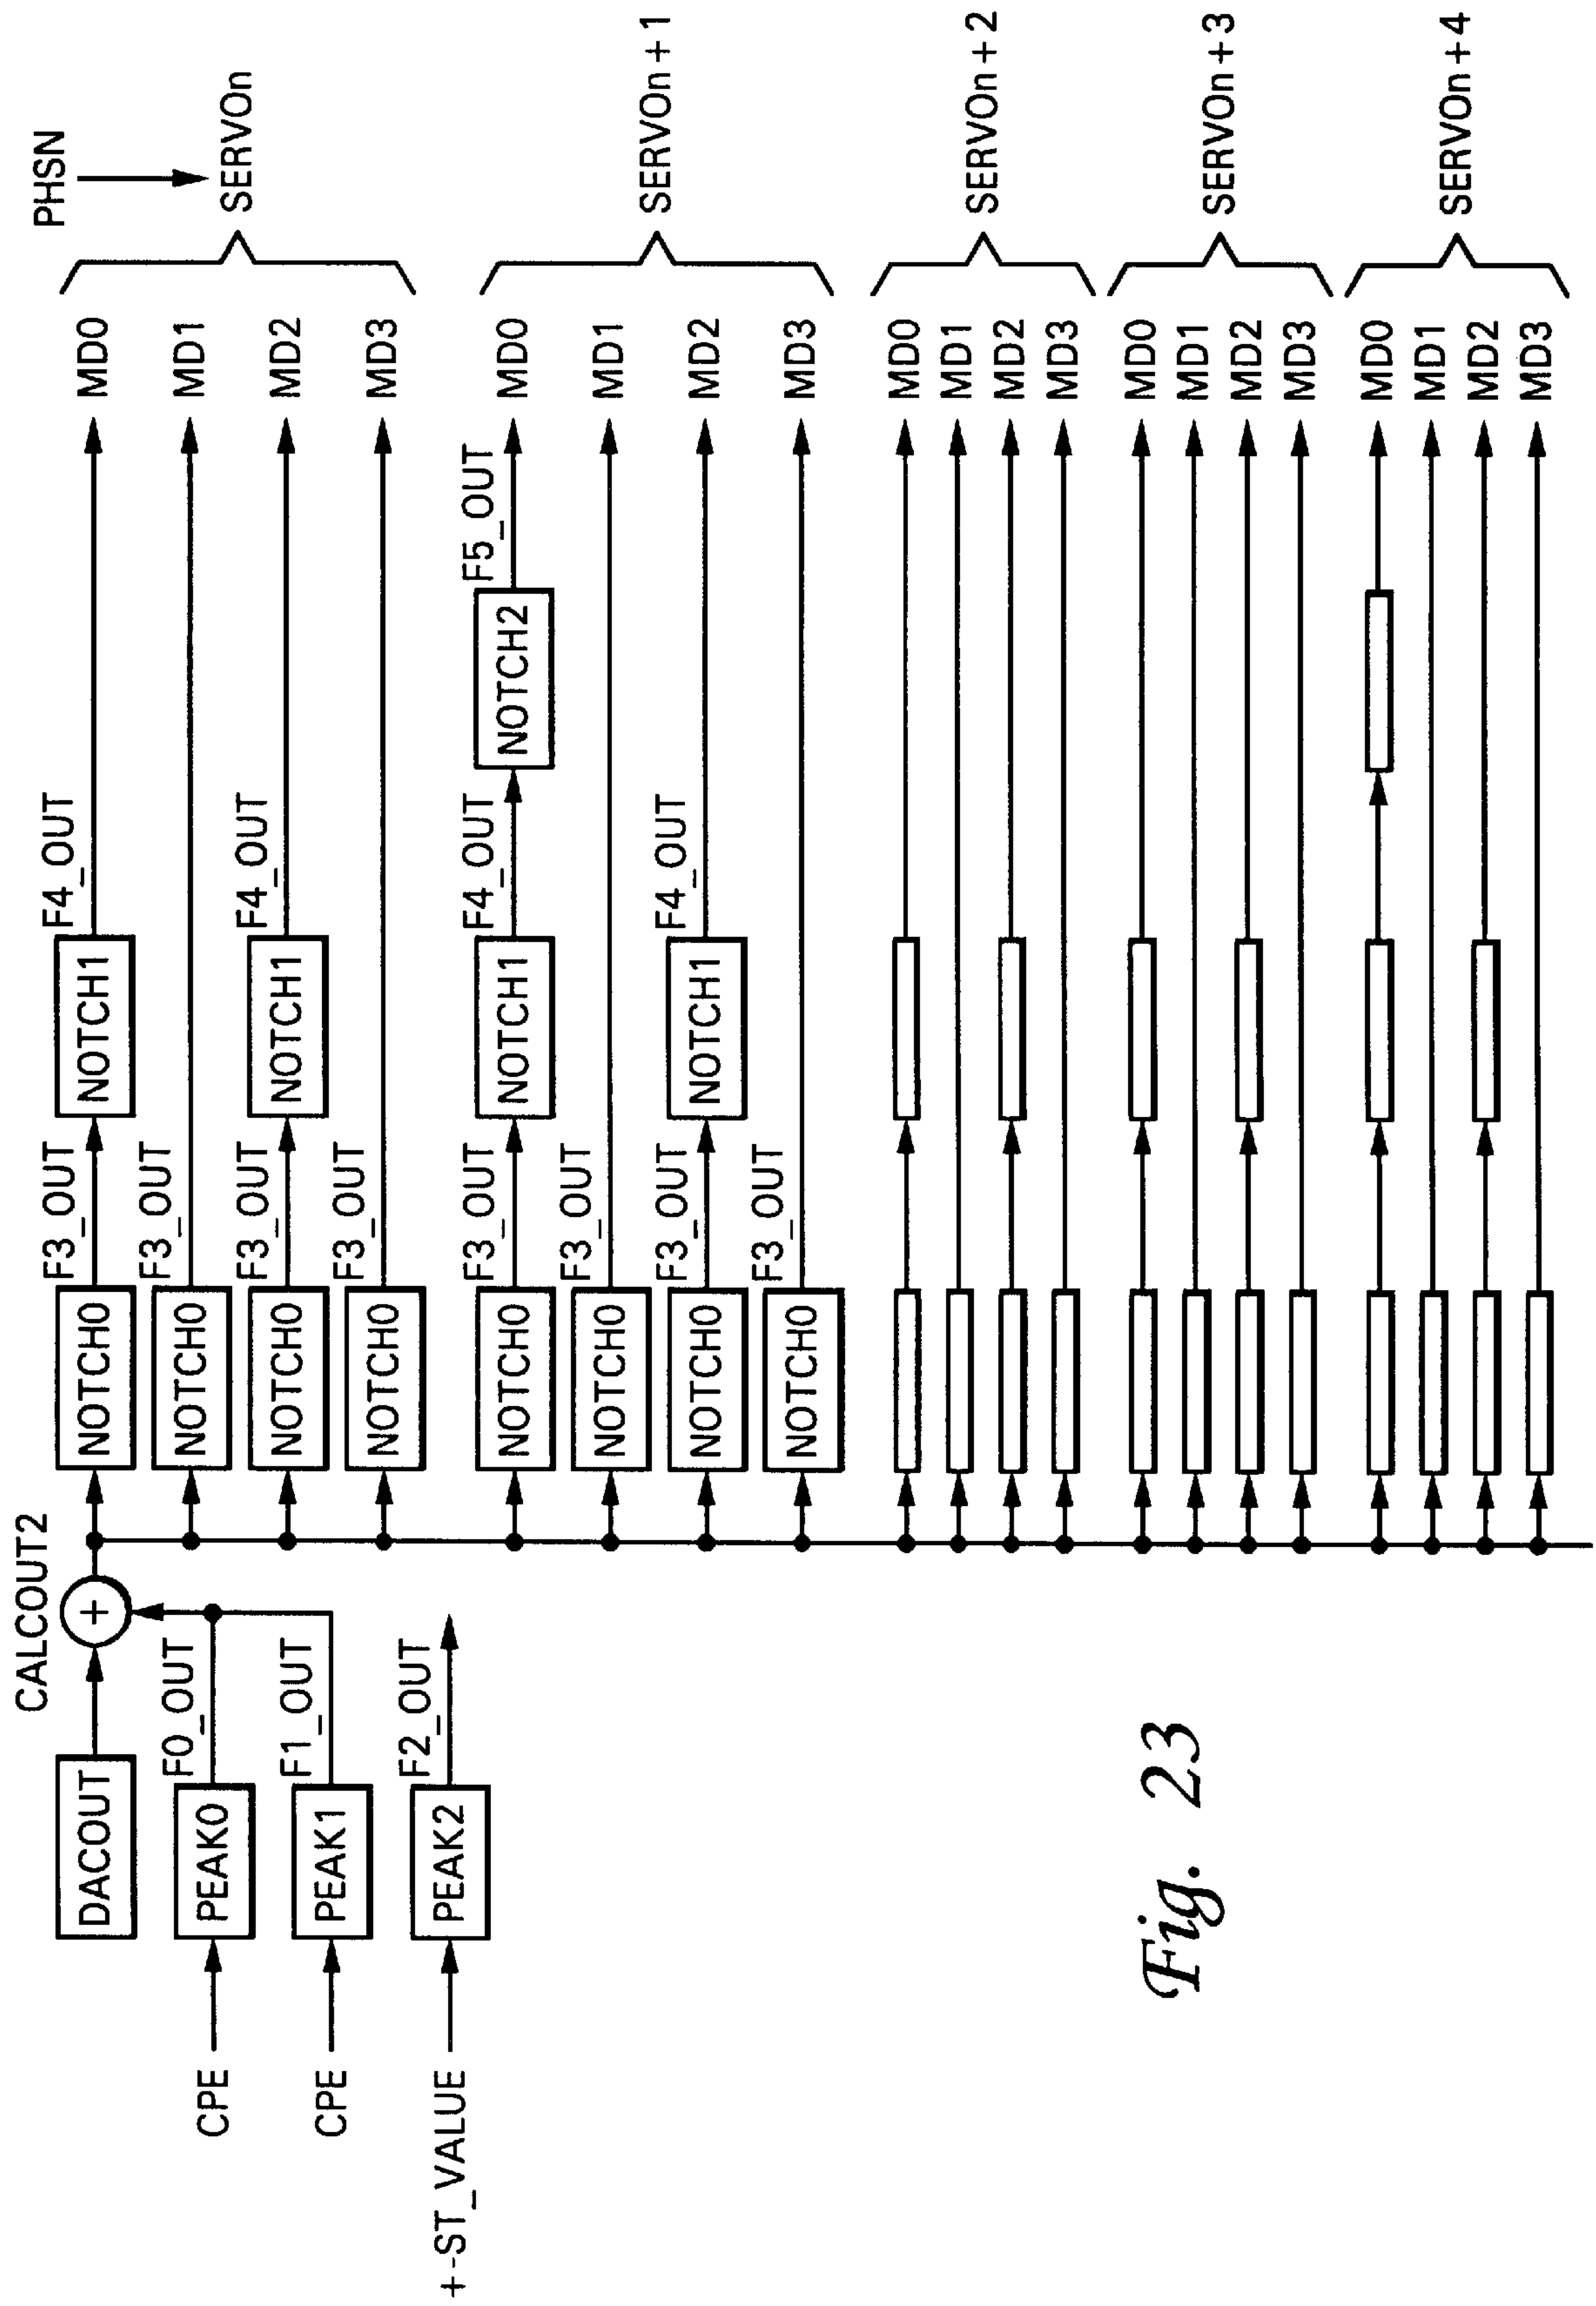 PHSN
CALCOUT2
DACOUT
CPE
PEAK0
F0_OUT
CPE
PEAK1
F1_OUT
+-ST_VALUE
PEAK2
F2_OUT
+
NOTCH0
F3_OUT
NOTCH1
F4_OUT
MD0
NOTCH0
F3_OUT
MD1
NOTCH0
F3_OUT
NOTCH1
F4_OUT
MD2
NOTCH0
F3_OUT
MD3
SERVOn
NOTCH0
F3_OUT
NOTCH1
F4_OUT
NOTCH2
F5_OUT
MD0
NOTCH0
F3_OUT
MD1
NOTCH0
F3_OUT
NOTCH1
F4_OUT
MD2
NOTCH0
F3_OUT
MD3
SERVOn+1
MD0
MD1
MD2
MD3
SERVOn+2
MD0
MD1
MD2
MD3
SERVOn+3
MD0
MD1
MD2
MD3
SERVOn+4
Fig. 23